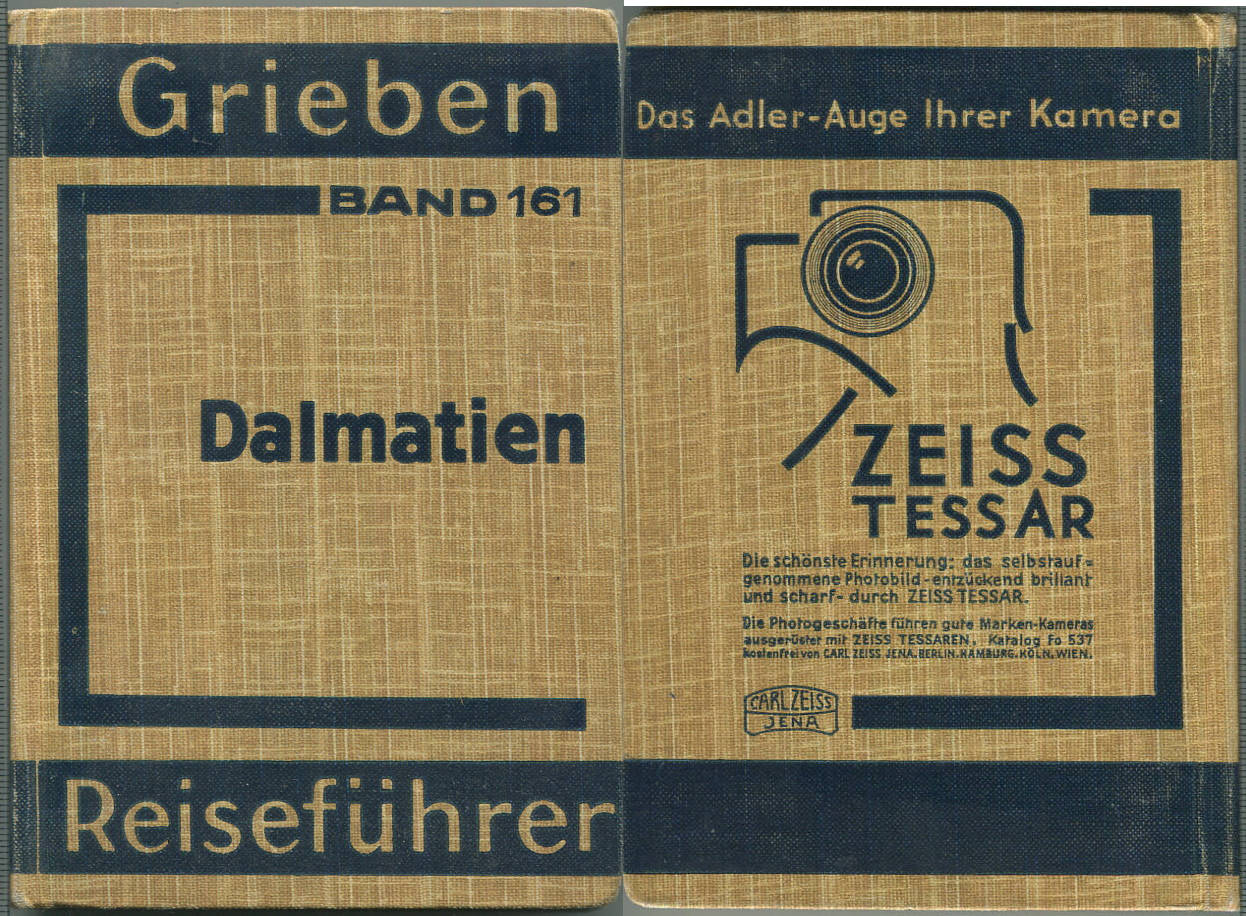 Grieben
BAND 161
Dalmatien
Reiseführer
Das Adler-Auge Ihrer Kamera
ZEISS
TESSAR
Die schönste Erinnerung: das selbstauf=
genommene Photobild-entzückend brillant
und scharf- durch ZEISS TESSAR.
Die Photogeschäfte führen gute Marken-Kameras
ausgerüstet mit ZEISS TESSAREN. Katalog Fo 537
kostenfrei von CARL ZEISS JENA. BERLIN. HAMBURG. KÖLN. WIEN.
CARL ZEISS
JENA